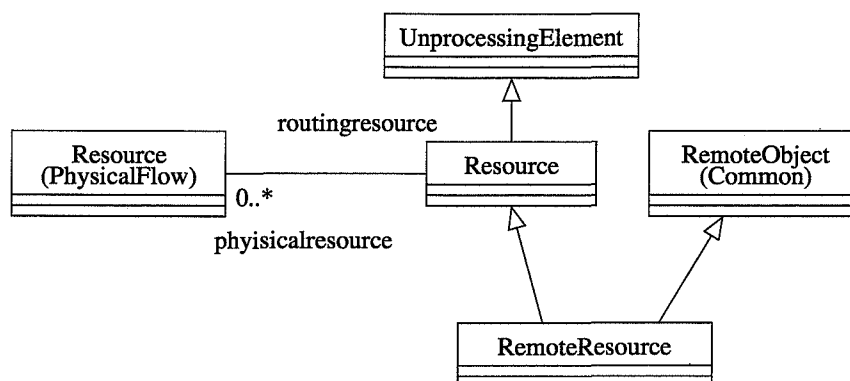 UnprocessingElement
routingresource
Resource
(PhysicalFlow)
Resource
RemoteObject
(Common)
0..*
phyisicalresource
RemoteResource